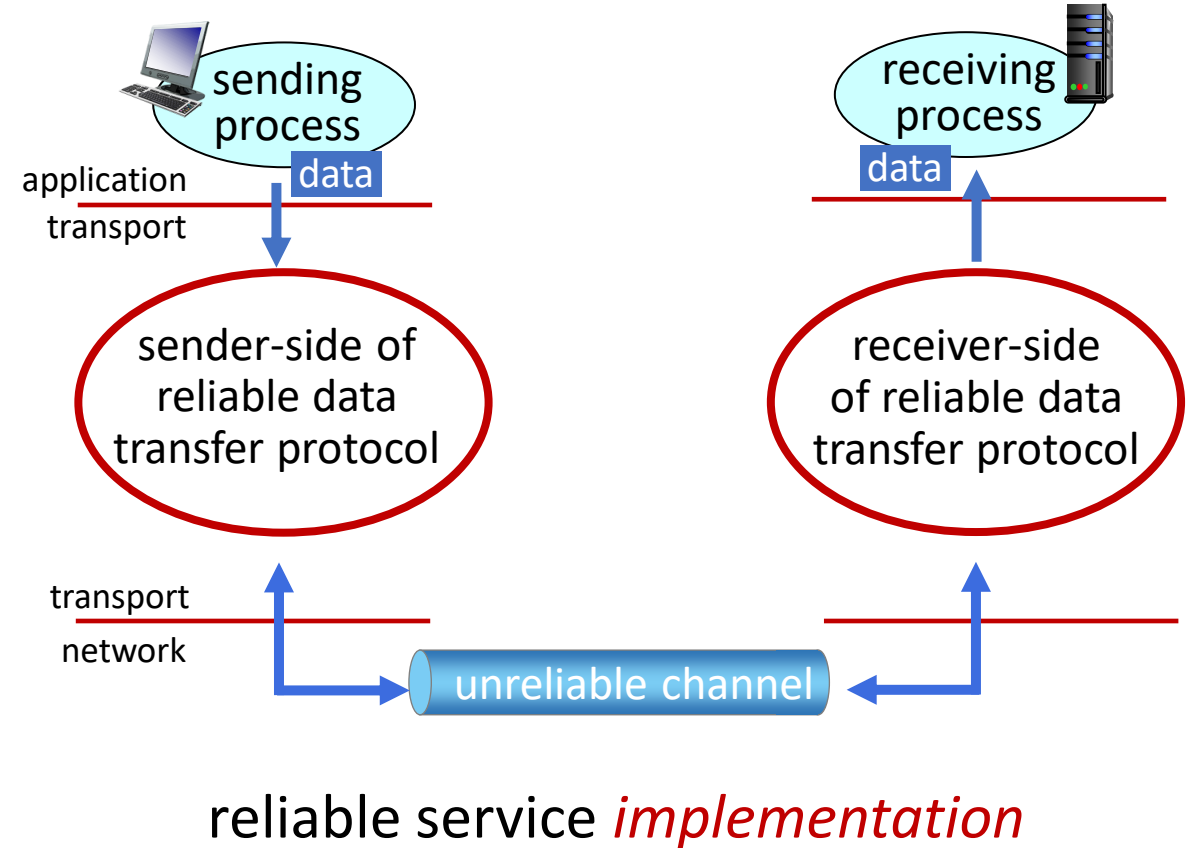 sending
process
data
application
transport
receiving
process
data
sender-side of
reliable data
transfer protocol
receiver-side
of reliable data
transfer protocol
transport
network
unreliable channel
reliable service implementation